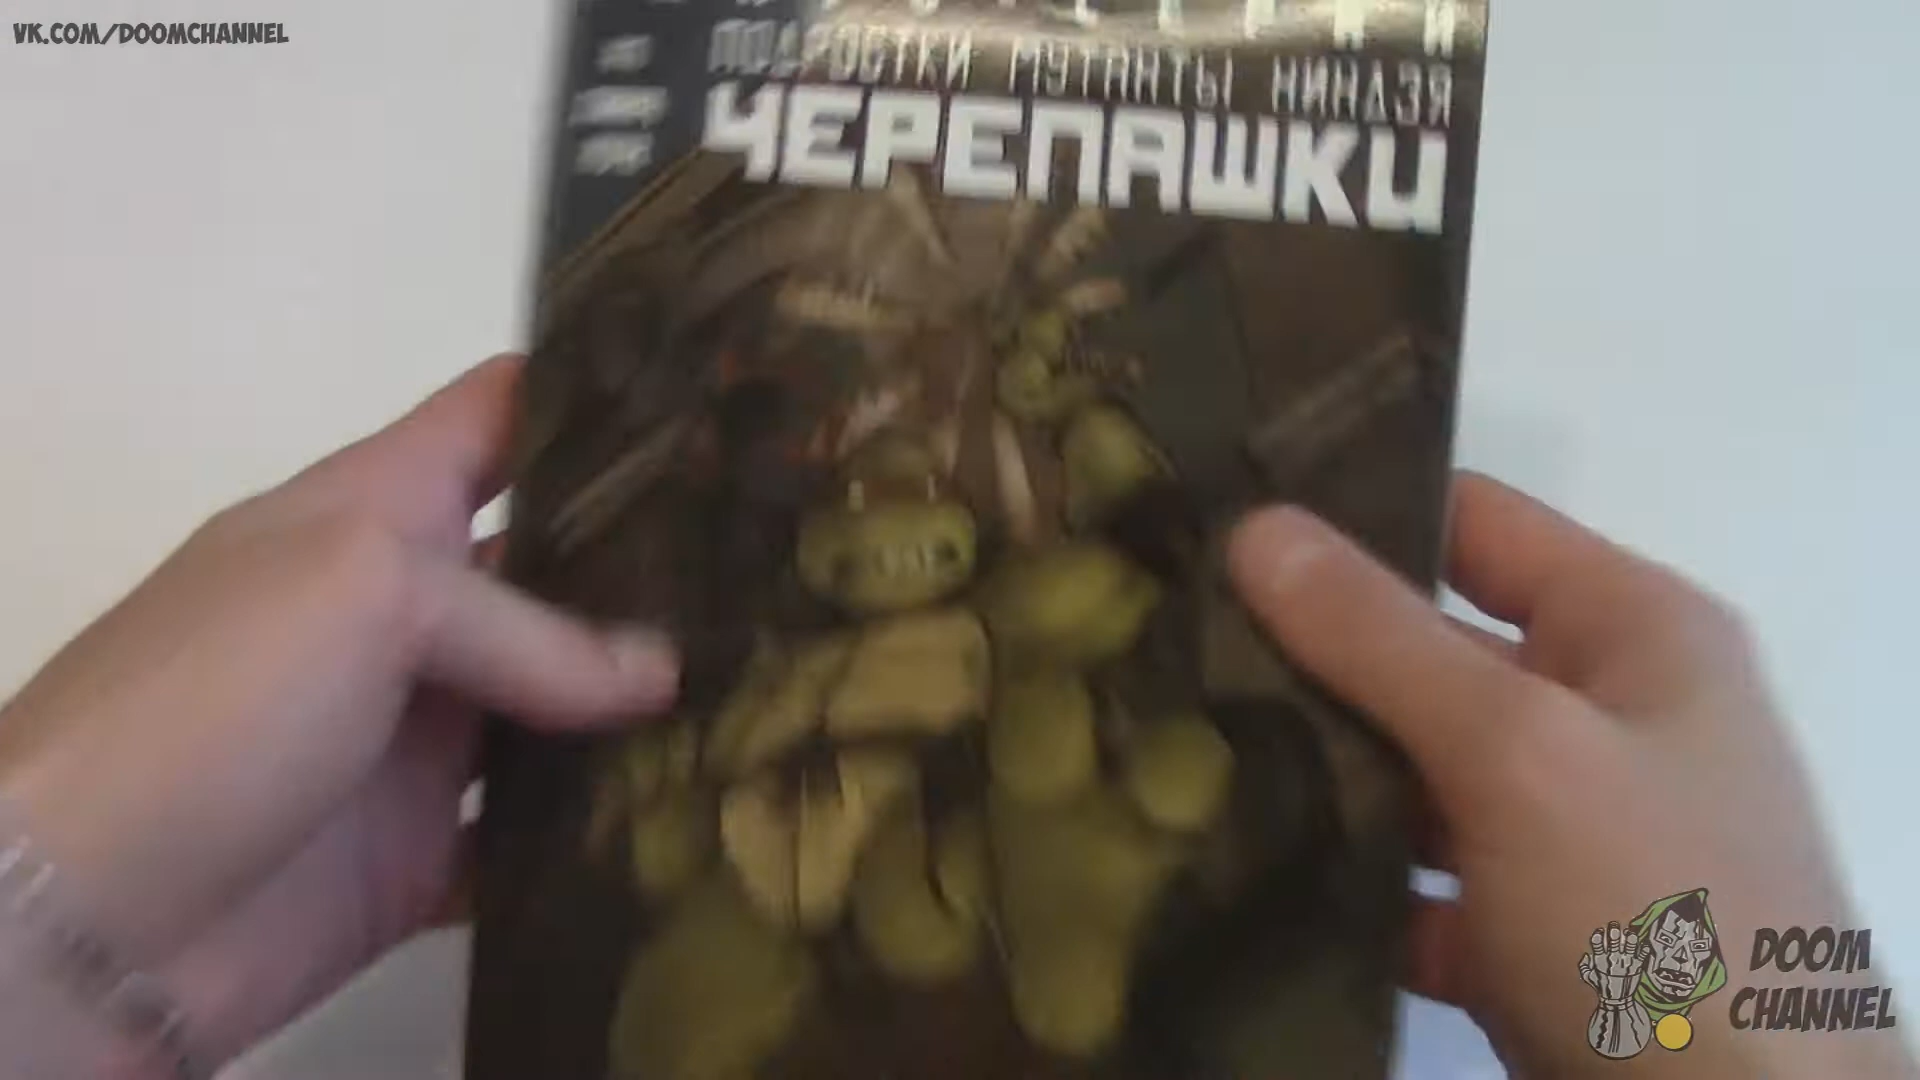 VK.COM/DOOMCHANNEL
ПОДРОСТКИ МУТАНТЫ НИНДЗЯ
ЧЕРЕПАШКИ
DOOM
CHANNEL